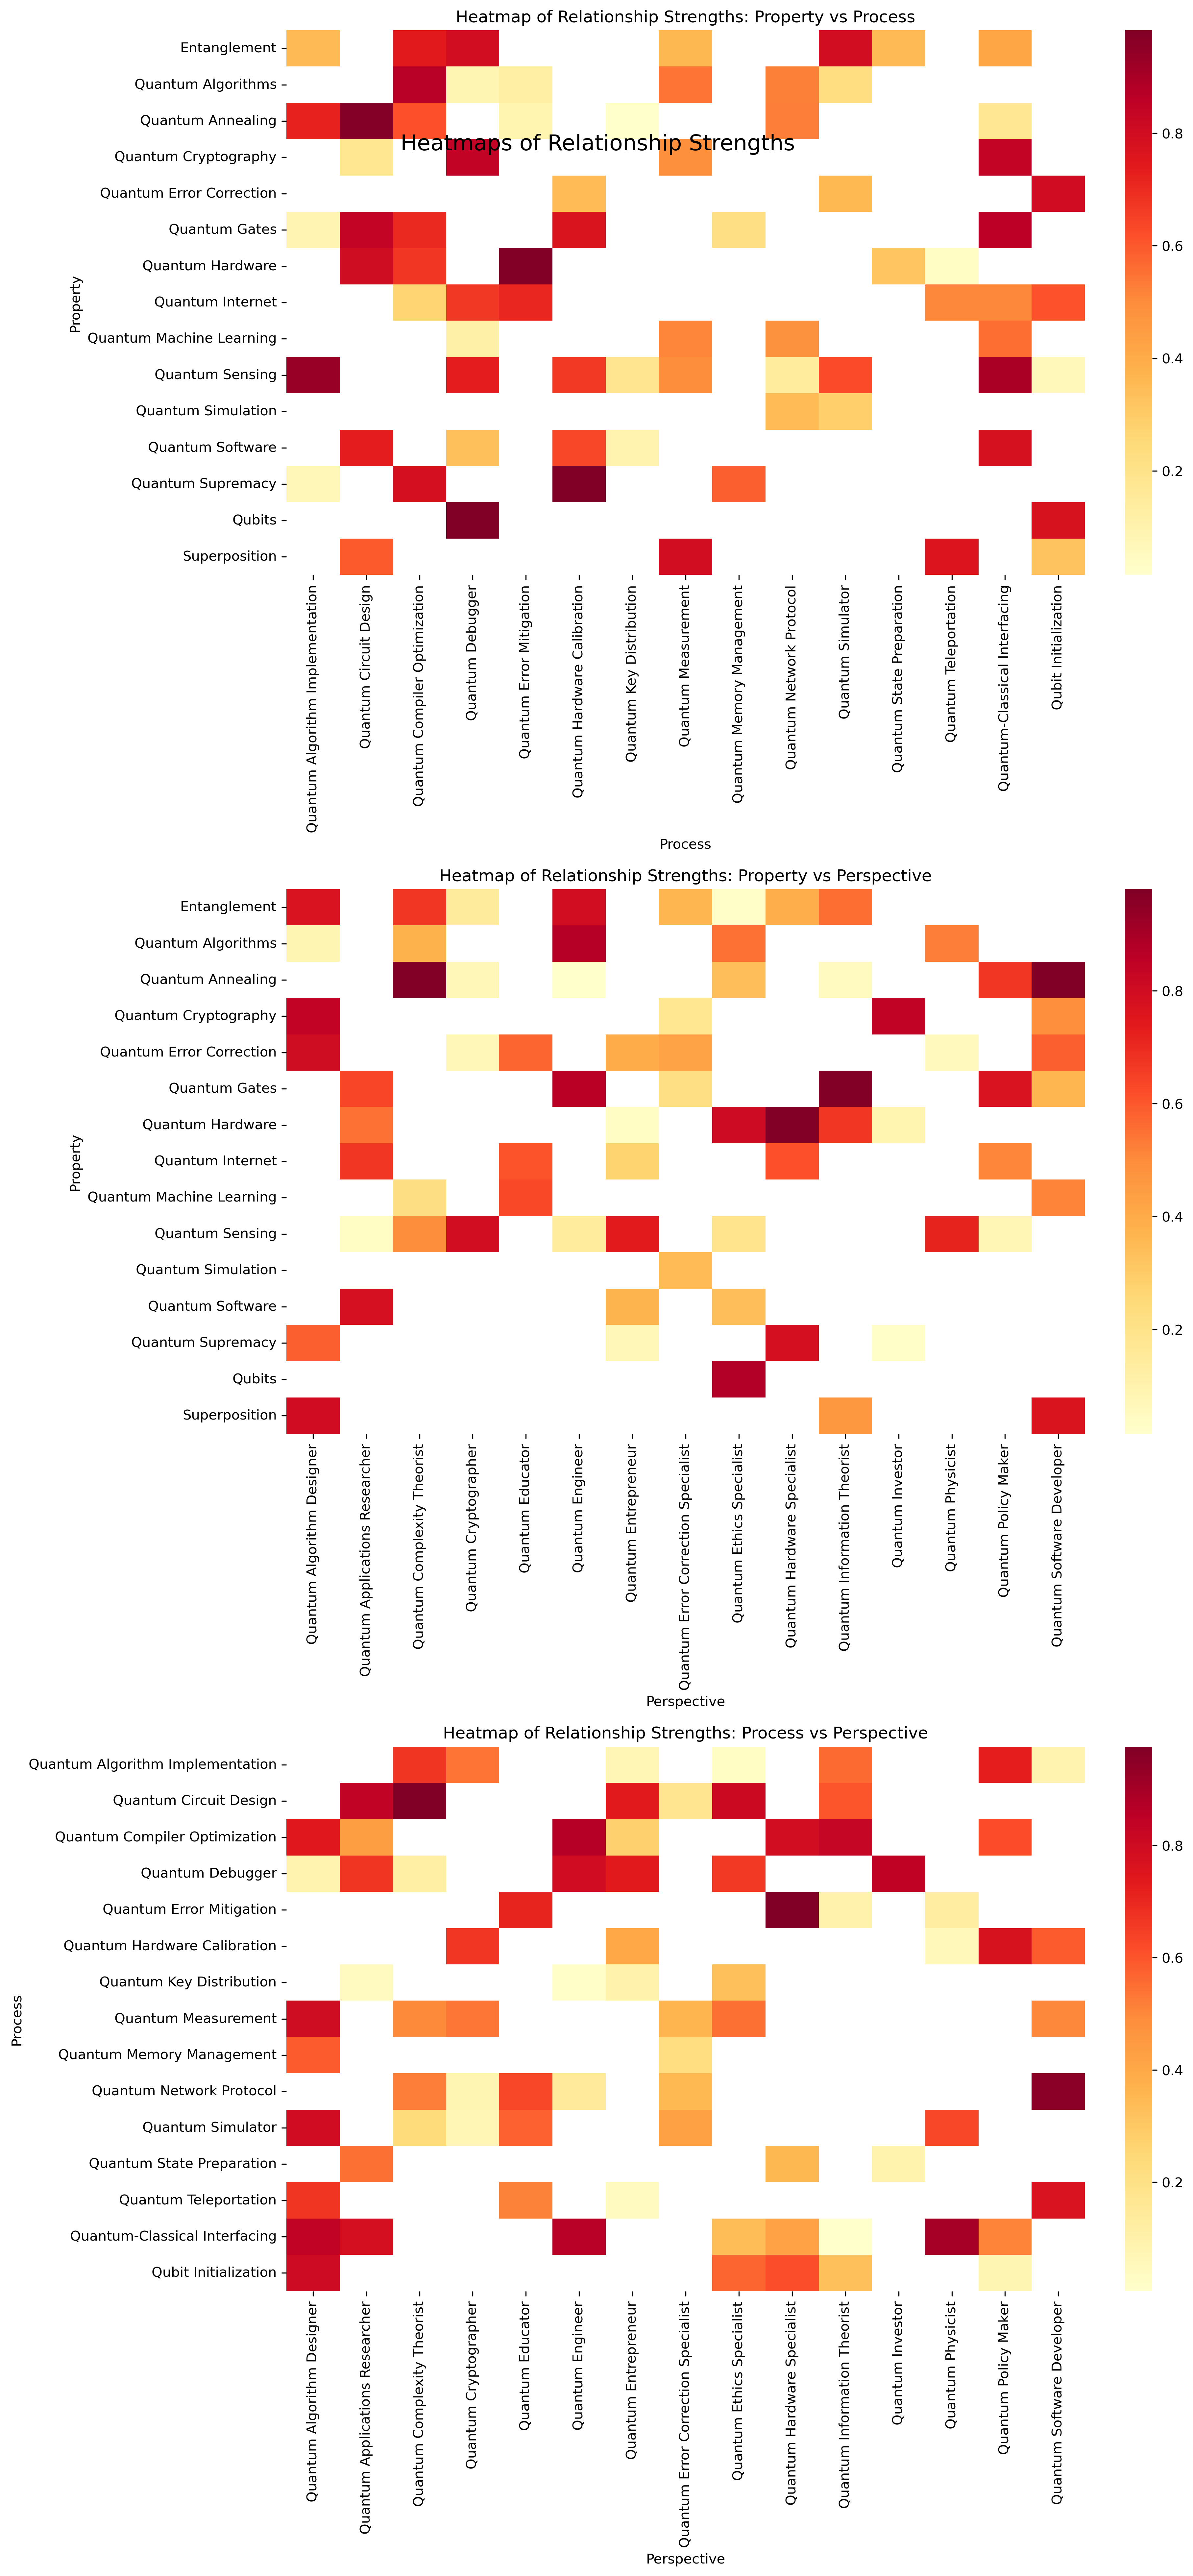 Heatmap of Relationship Strengths: Property vs Process
Heatmaps of Relationship Strengths
Property
Entanglement
Quantum Algorithms
Quantum Annealing
Quantum Cryptography
Quantum Error Correction
Quantum Gates
Quantum Hardware
Quantum Internet
Quantum Machine Learning
Quantum Sensing
Quantum Simulation
Quantum Software
Quantum Supremacy
Qubits
Superposition
0.8
0.6
0.4
0.2
Quantum Algorithm Implementation
Quantum Circuit Design
Quantum Compiler Optimization
Quantum Debugger
Quantum Error Mitigation
Quantum Hardware Calibration
Quantum Key Distribution
Quantum Measurement
Quantum Memory Management
Quantum Network Protocol
Quantum Simulator
Quantum State Preparation
Quantum Teleportation
Quantum-Classical Interfacing
Qubit Initialization
Process
Heatmap of Relationship Strengths: Property vs Perspective
Property
Entanglement
Quantum Algorithms
Quantum Annealing
Quantum Cryptography
Quantum Error Correction
Quantum Gates
Quantum Hardware
Quantum Internet
Quantum Machine Learning
Quantum Sensing
Quantum Simulation
Quantum Software
Quantum Supremacy
Qubits
Superposition
0.8
0.6
0.4
0.2
Quantum Algorithm Designer
Quantum Applications Researcher
Quantum Complexity Theorist
Quantum Cryptographer
Quantum Educator
Quantum Engineer
Quantum Entrepreneur
Quantum Error Correction Specialist
Quantum Ethics Specialist
Quantum Hardware Specialist
Quantum Information Theorist
Quantum Investor
Quantum Physicist
Quantum Policy Maker
Quantum Software Developer
Perspective
Heatmap of Relationship Strengths: Process vs Perspective
Process
Quantum Algorithm Implementation
Quantum Circuit Design
Quantum Compiler Optimization
Quantum Debugger
Quantum Error Mitigation
Quantum Hardware Calibration
Quantum Key Distribution
Quantum Measurement
Quantum Memory Management
Quantum Network Protocol
Quantum Simulator
Quantum State Preparation
Quantum Teleportation
Quantum-Classical Interfacing
Qubit Initialization
0.8
0.6
0.4
0.2
Quantum Algorithm Designer
Quantum Applications Researcher
Quantum Complexity Theorist
Quantum Cryptographer
Quantum Educator
Quantum Engineer
Quantum Entrepreneur
Quantum Error Correction Specialist
Quantum Ethics Specialist
Quantum Hardware Specialist
Quantum Information Theorist
Quantum Investor
Quantum Physicist
Quantum Policy Maker
Quantum Software Developer
Perspective